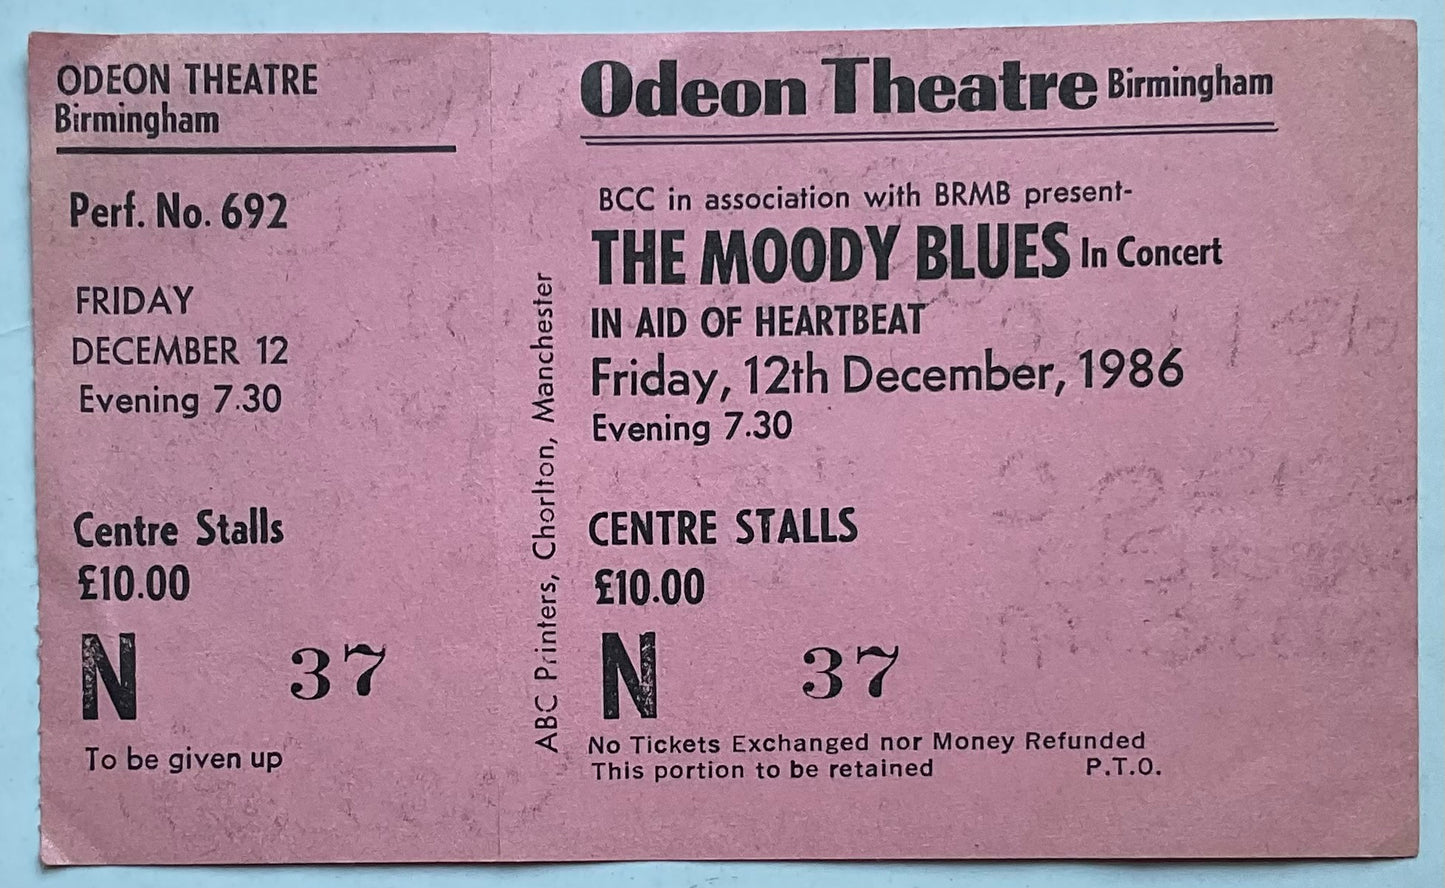 ODEON THEATRE
Birmingham
Perf. No. 692
FRIDAY
DECEMBER 12
Evening 7.30
Centre Stalls
£10.00
N 37
To be given up
ABC Printers, Chorlton, Manchester
Odeon Theatre Birmingham
BCC in association with BRMB present-
THE MOODY BLUES In Concert
IN AID OF HEARTBEAT
Friday, 12th December, 1986
Evening 7.30
CENTRE STALLS
£10.00
N 37
No Tickets Exchanged nor Money Refunded
This portion to be retained P.T.O.